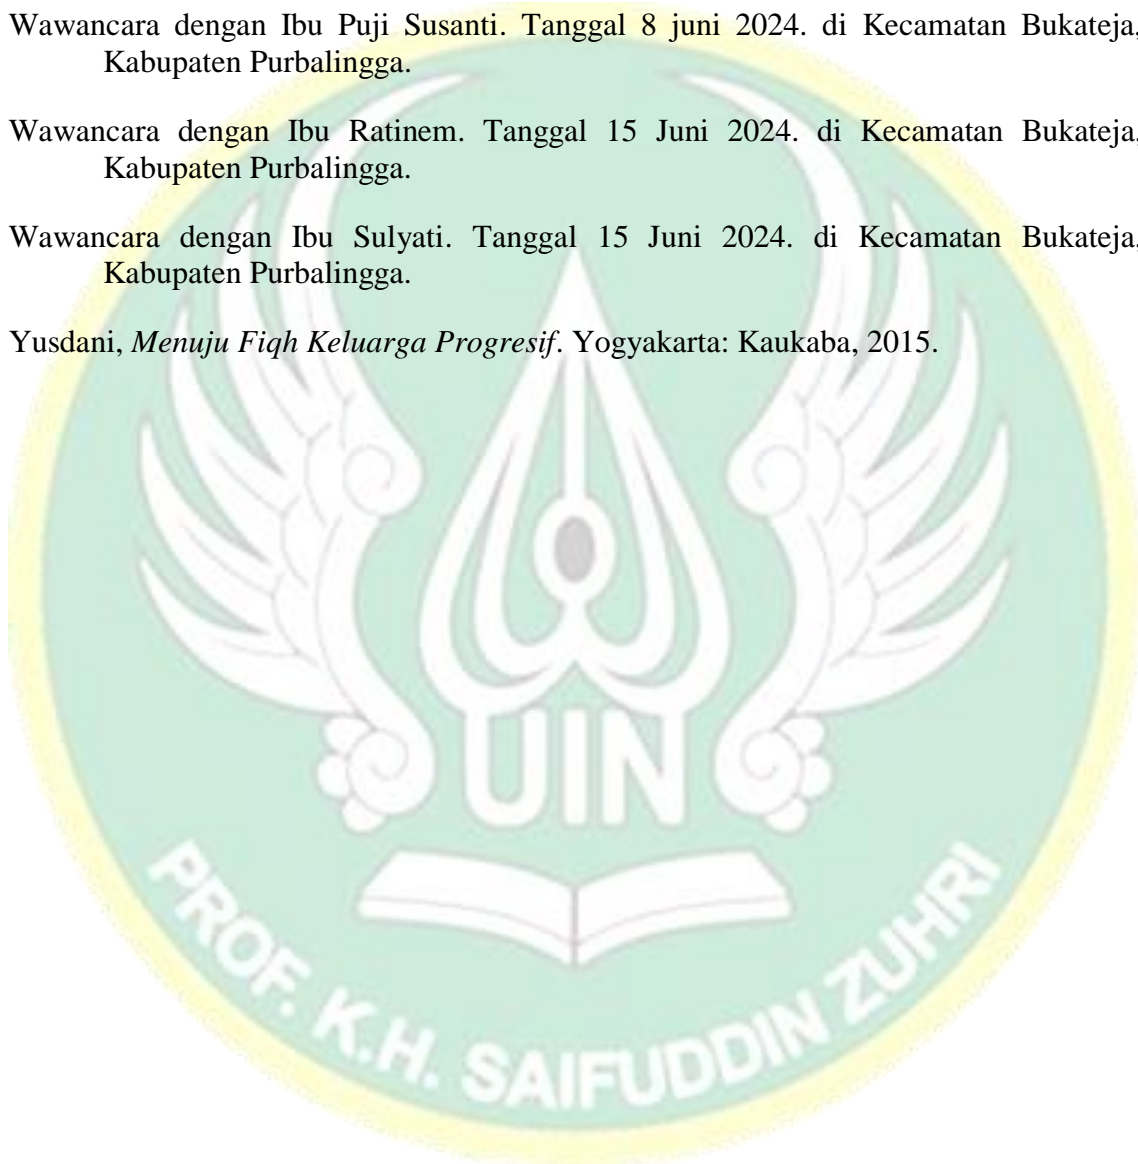 Wawancara dengan Ibu Puji Susanti. Tanggal 8 juni 2024. di Kecamatan Bukateja,
Kabupaten Purbalingga.
Wawancara dengan Ibu Ratinem. Tanggal 15 Juni 2024. di Kecamatan Bukateja,
Kabupaten Purbalingga.
Wawancara dengan Ibu Sulyati. Tanggal 15 Juni 2024. di Kecamatan Bukateja,
Kabupaten Purbalingga.
Yusdani, Menuju Fiqh Keluarga Progresif. Yogyakarta: Kaukaba, 2015.
UIN
PROF. K.H. SAIFUDDIN ZUHRI